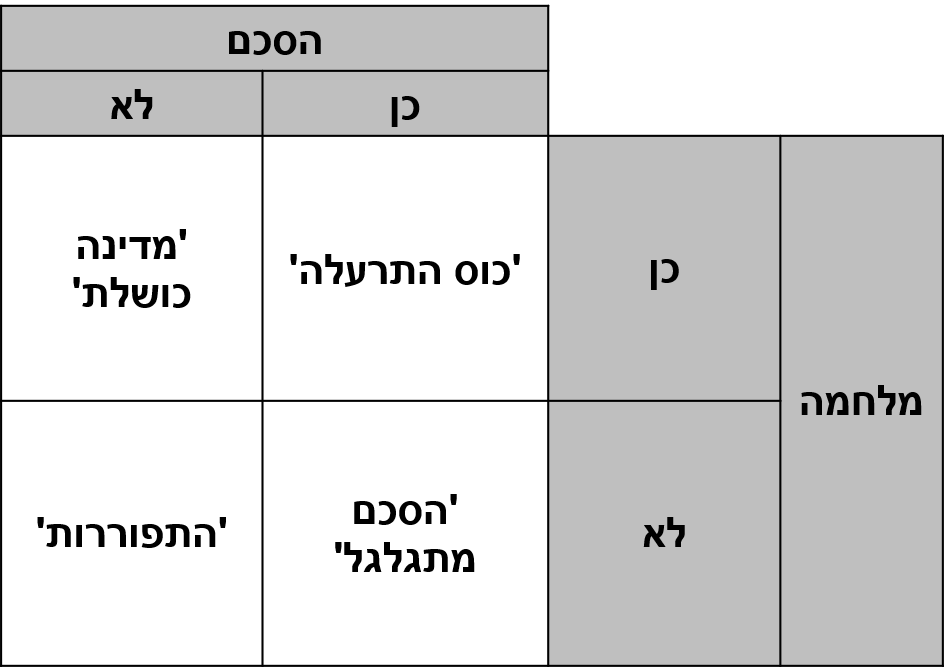 הסכם
כן
לא
מלחמה
כן
'כוס התרעלה'
'מדינה
כושלת'
לא
'הסכם
מתגלגל'
'התפוררות'